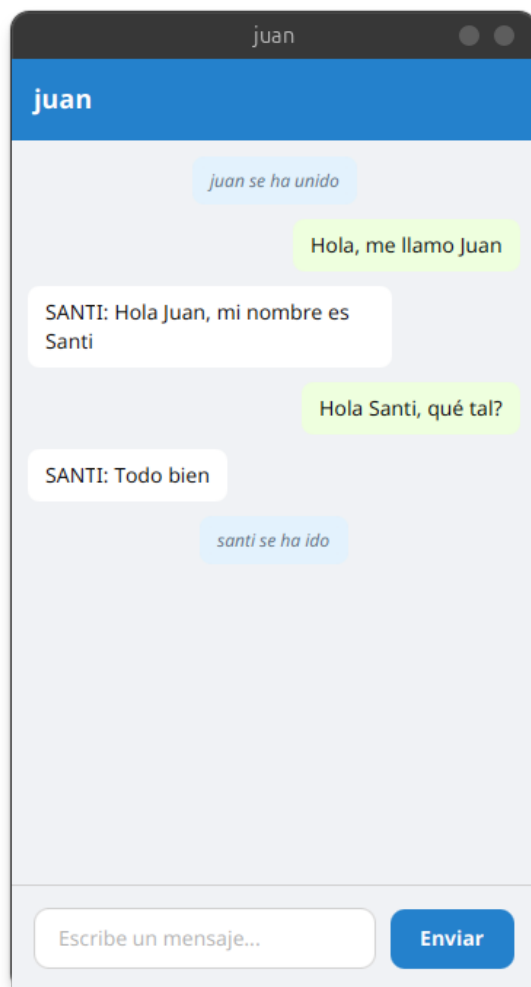 juan
juan
juan se ha unido
Hola, me llamo Juan
SANTI: Hola Juan, mi nombre es
Santi
Hola Santi, qué tal?
SANTI: Todo bien
santi se ha ido
Escribe un mensaje...
Enviar